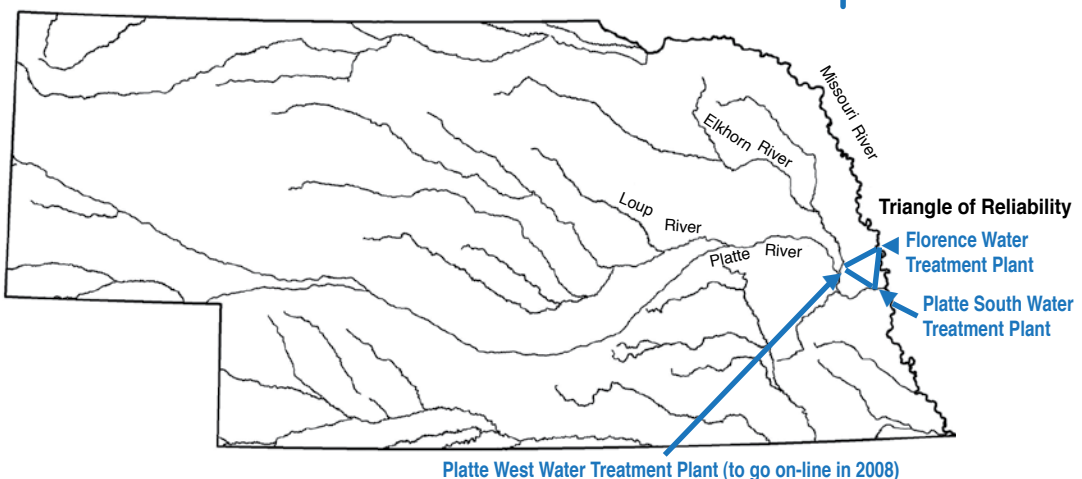 Missouri River
Elkhorn River
Loup River
Platte River
Triangle of Reliability
Florence Water
Treatment Plant
Platte South Water
Treatment Plant
Platte West Water Treatment Plant (to go on-line in 2008)